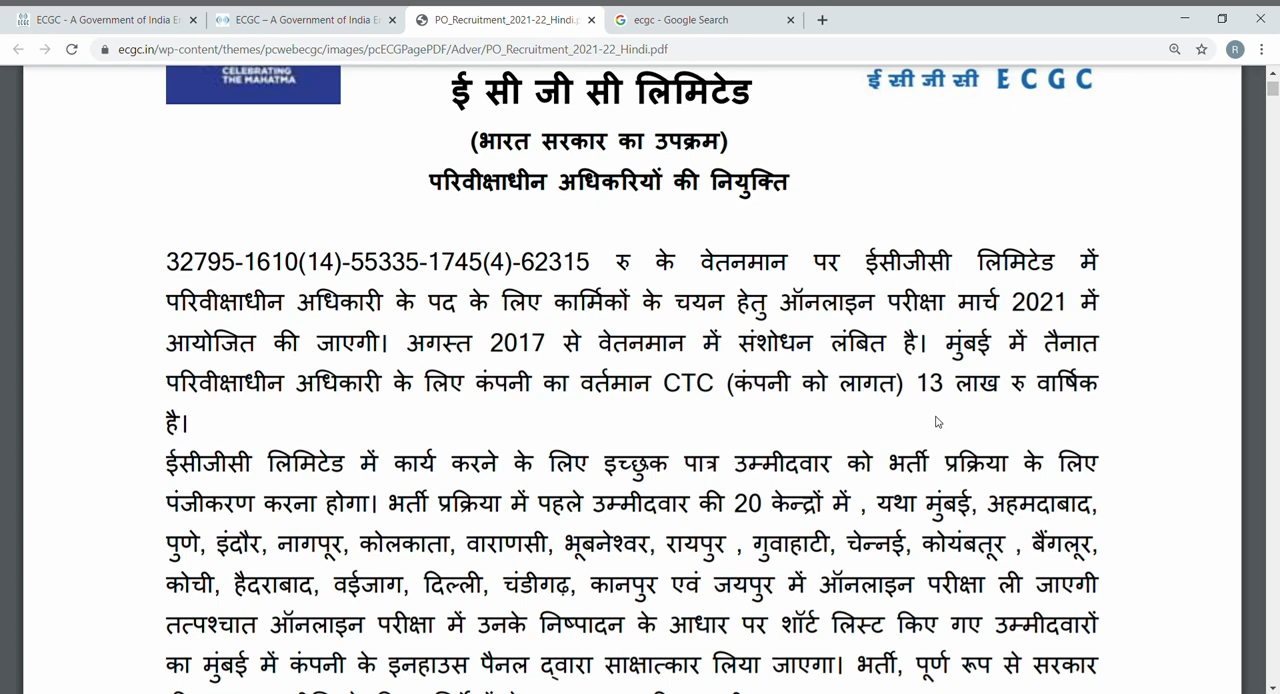 ECGC - A Government of India E
ECGC – A Government of India E
PO_Recruitment_2021-22_Hindi.p
ecgc - Google Search
ecgc.in/wp-content/themes/pcwebecgc/images/pcECGPagePDF/Adver/PO_Recruitment_2021-22_Hindi.pdf
R
CELEBRATING
THE MAHATMA
ई सी जी सी लिमिटेड
ई सी जी सी E C G C
(भारत सरकार का उपक्रम)
परिवीक्षाधीन अधिकरियों की नियुक्ति
32795-1610(14)-55335-1745(4)-62315 रु के वेतनमान पर ईसीजीसी लिमिटेड में
परिवीक्षाधीन अधिकारी के पद के लिए कार्मिकों के चयन हेतु ऑनलाइन परीक्षा मार्च 2021 में
आयोजित की जाएगी। अगस्त 2017 से वेतनमान में संशोधन लंबित है। मुंबई में तैनात
परिवीक्षाधीन अधिकारी के लिए कंपनी का वर्तमान CTC (कंपनी को लागत) 13 लाख रु वार्षिक
है।
ईसीजीसी लिमिटेड में कार्य करने के लिए इच्छुक पात्र उम्मीदवार को भर्ती प्रक्रिया के लिए
पंजीकरण करना होगा। भर्ती प्रक्रिया में पहले उम्मीदवार की 20 केन्द्रों में , यथा मुंबई, अहमदाबाद,
पुणे, इंदौर, नागपूर, कोलकाता, वाराणसी, भूबनेश्वर, रायपुर , गुवाहाटी, चेन्नई, कोयंबतूर , बैंगलूर,
कोची, हैदराबाद, वईजाग, दिल्ली, चंडीगढ़, कानपुर एवं जयपुर में ऑनलाइन परीक्षा ली जाएगी
तत्पश्चात ऑनलाइन परीक्षा में उनके निष्पादन के आधार पर शॉर्ट लिस्ट किए गए उम्मीदवारों
का मुंबई में कंपनी के इनहाउस पैनल द्वारा साक्षात्कार लिया जाएगा। भर्ती, पूर्ण रूप से सरकार